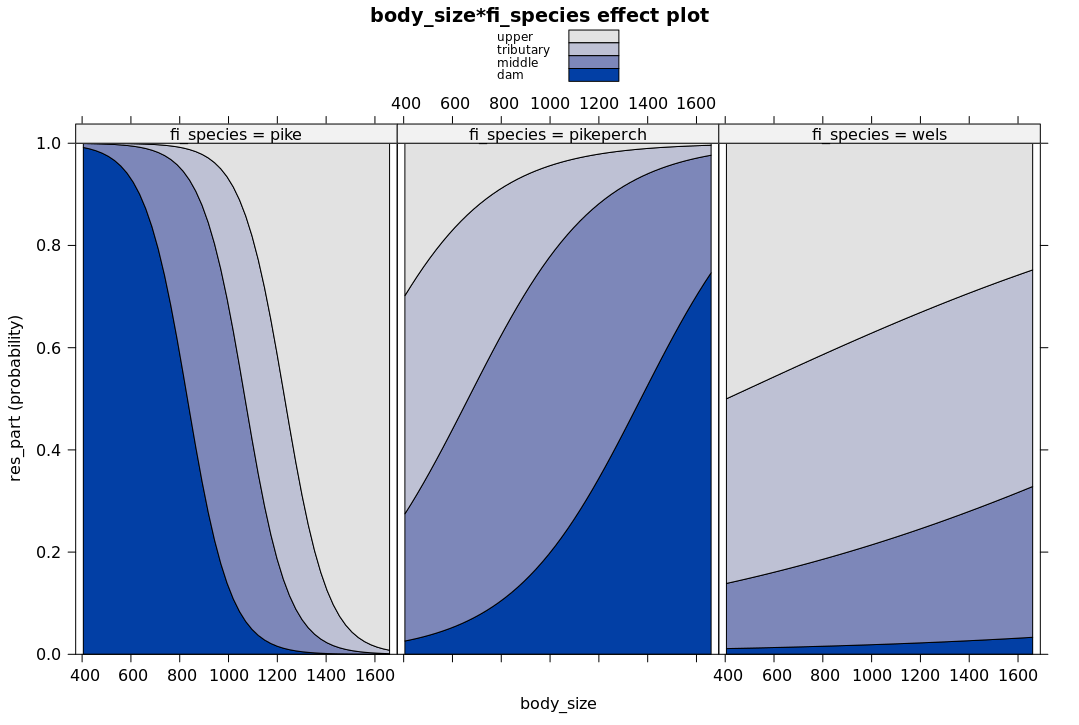 body_size*fi_species effect plot
upper
tributary
middle
dam
400 600 800 1000 1200 1400 1600
fi_species = pike fi_species = pikeperch fi_species = wels
1.0
0.8
0.6
0.4
0.2
0.0
res_part (probability)
400 600 800 1000 1200 1400 1600 400 600 800 1000 1200 1400 1600
body_size